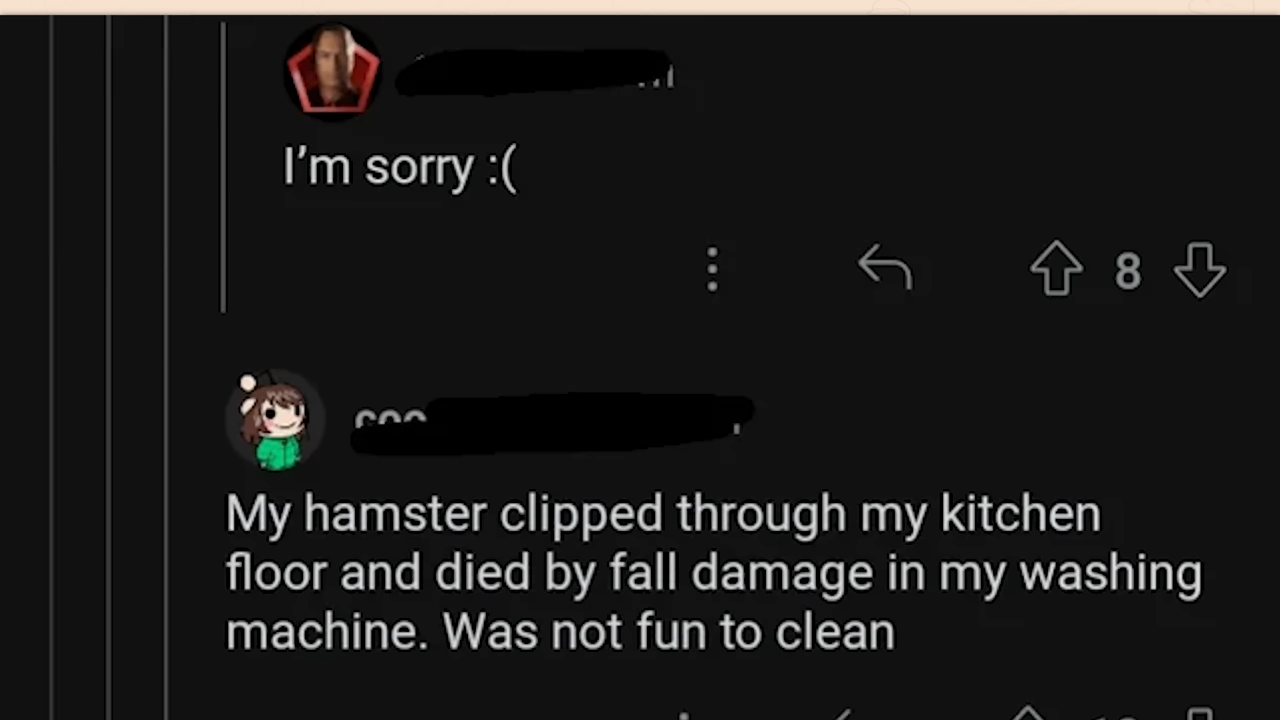 I’m sorry :(
8
My hamster clipped through my kitchen
floor and died by fall damage in my washing
machine. Was not fun to clean